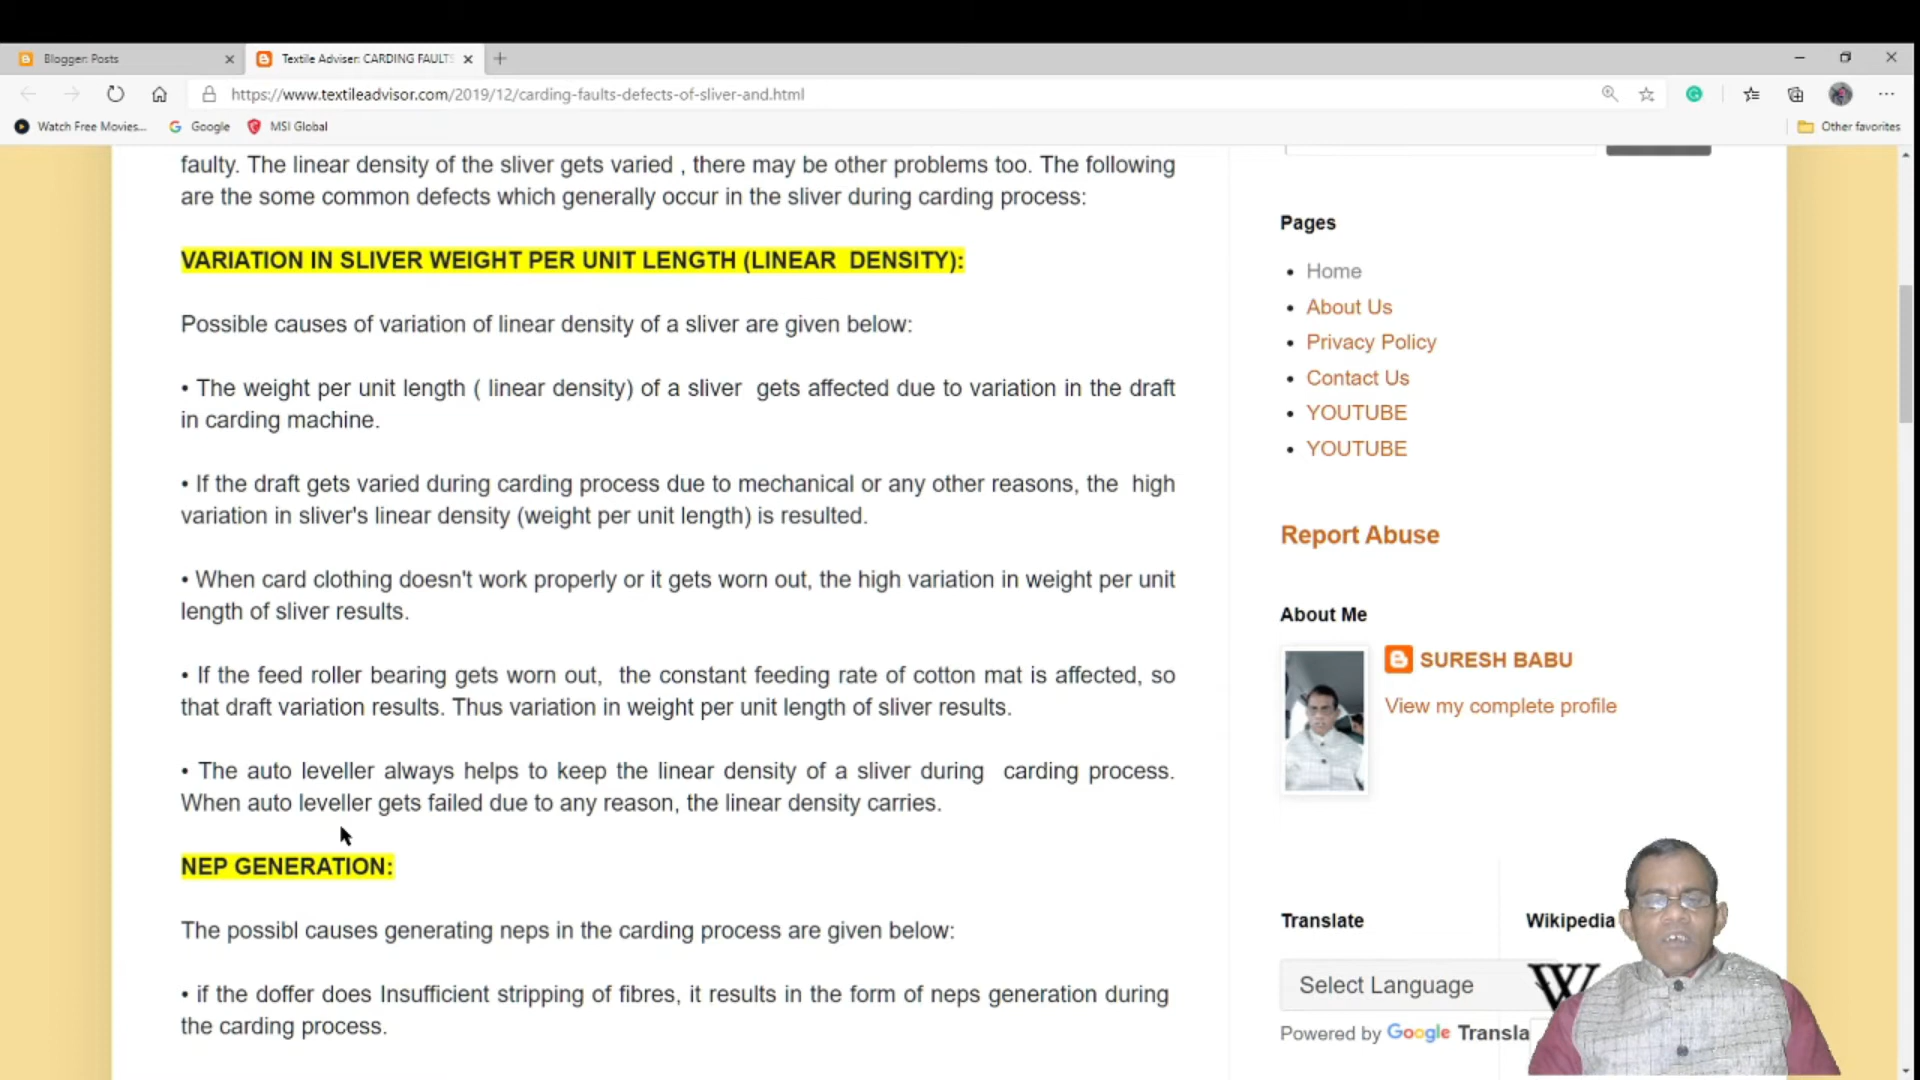 Blogger: Posts
Textile Adviser: CARDING FAULTS
https://www.textileadvisor.com/2019/12/carding-faults-defects-of-sliver-and.html
Watch Free Movies...
Google
MSI Global
Other favorites
faulty. The linear density of the sliver gets varied , there may be other problems too. The following
are the some common defects which generally occur in the sliver during carding process:
VARIATION IN SLIVER WEIGHT PER UNIT LENGTH (LINEAR DENSITY):
Possible causes of variation of linear density of a sliver are given below:
• The weight per unit length ( linear density) of a sliver gets affected due to variation in the draft
in carding machine.
• If the draft gets varied during carding process due to mechanical or any other reasons, the high
variation in sliver's linear density (weight per unit length) is resulted.
• When card clothing doesn't work properly or it gets worn out, the high variation in weight per unit
length of sliver results.
• If the feed roller bearing gets worn out, the constant feeding rate of cotton mat is affected, so
that draft variation results. Thus variation in weight per unit length of sliver results.
• The auto leveller always helps to keep the linear density of a sliver during carding process.
When auto leveller gets failed due to any reason, the linear density carries.
NEP GENERATION:
The possibl causes generating neps in the carding process are given below:
• if the doffer does Insufficient stripping of fibres, it results in the form of neps generation during
the carding process.
Pages
• Home
• About Us
• Privacy Policy
• Contact Us
• YOUTUBE
• YOUTUBE
Report Abuse
About Me
SURESH BABU
View my complete profile
Translate
Wikipedia
Select Language
W
Powered by Google Transla